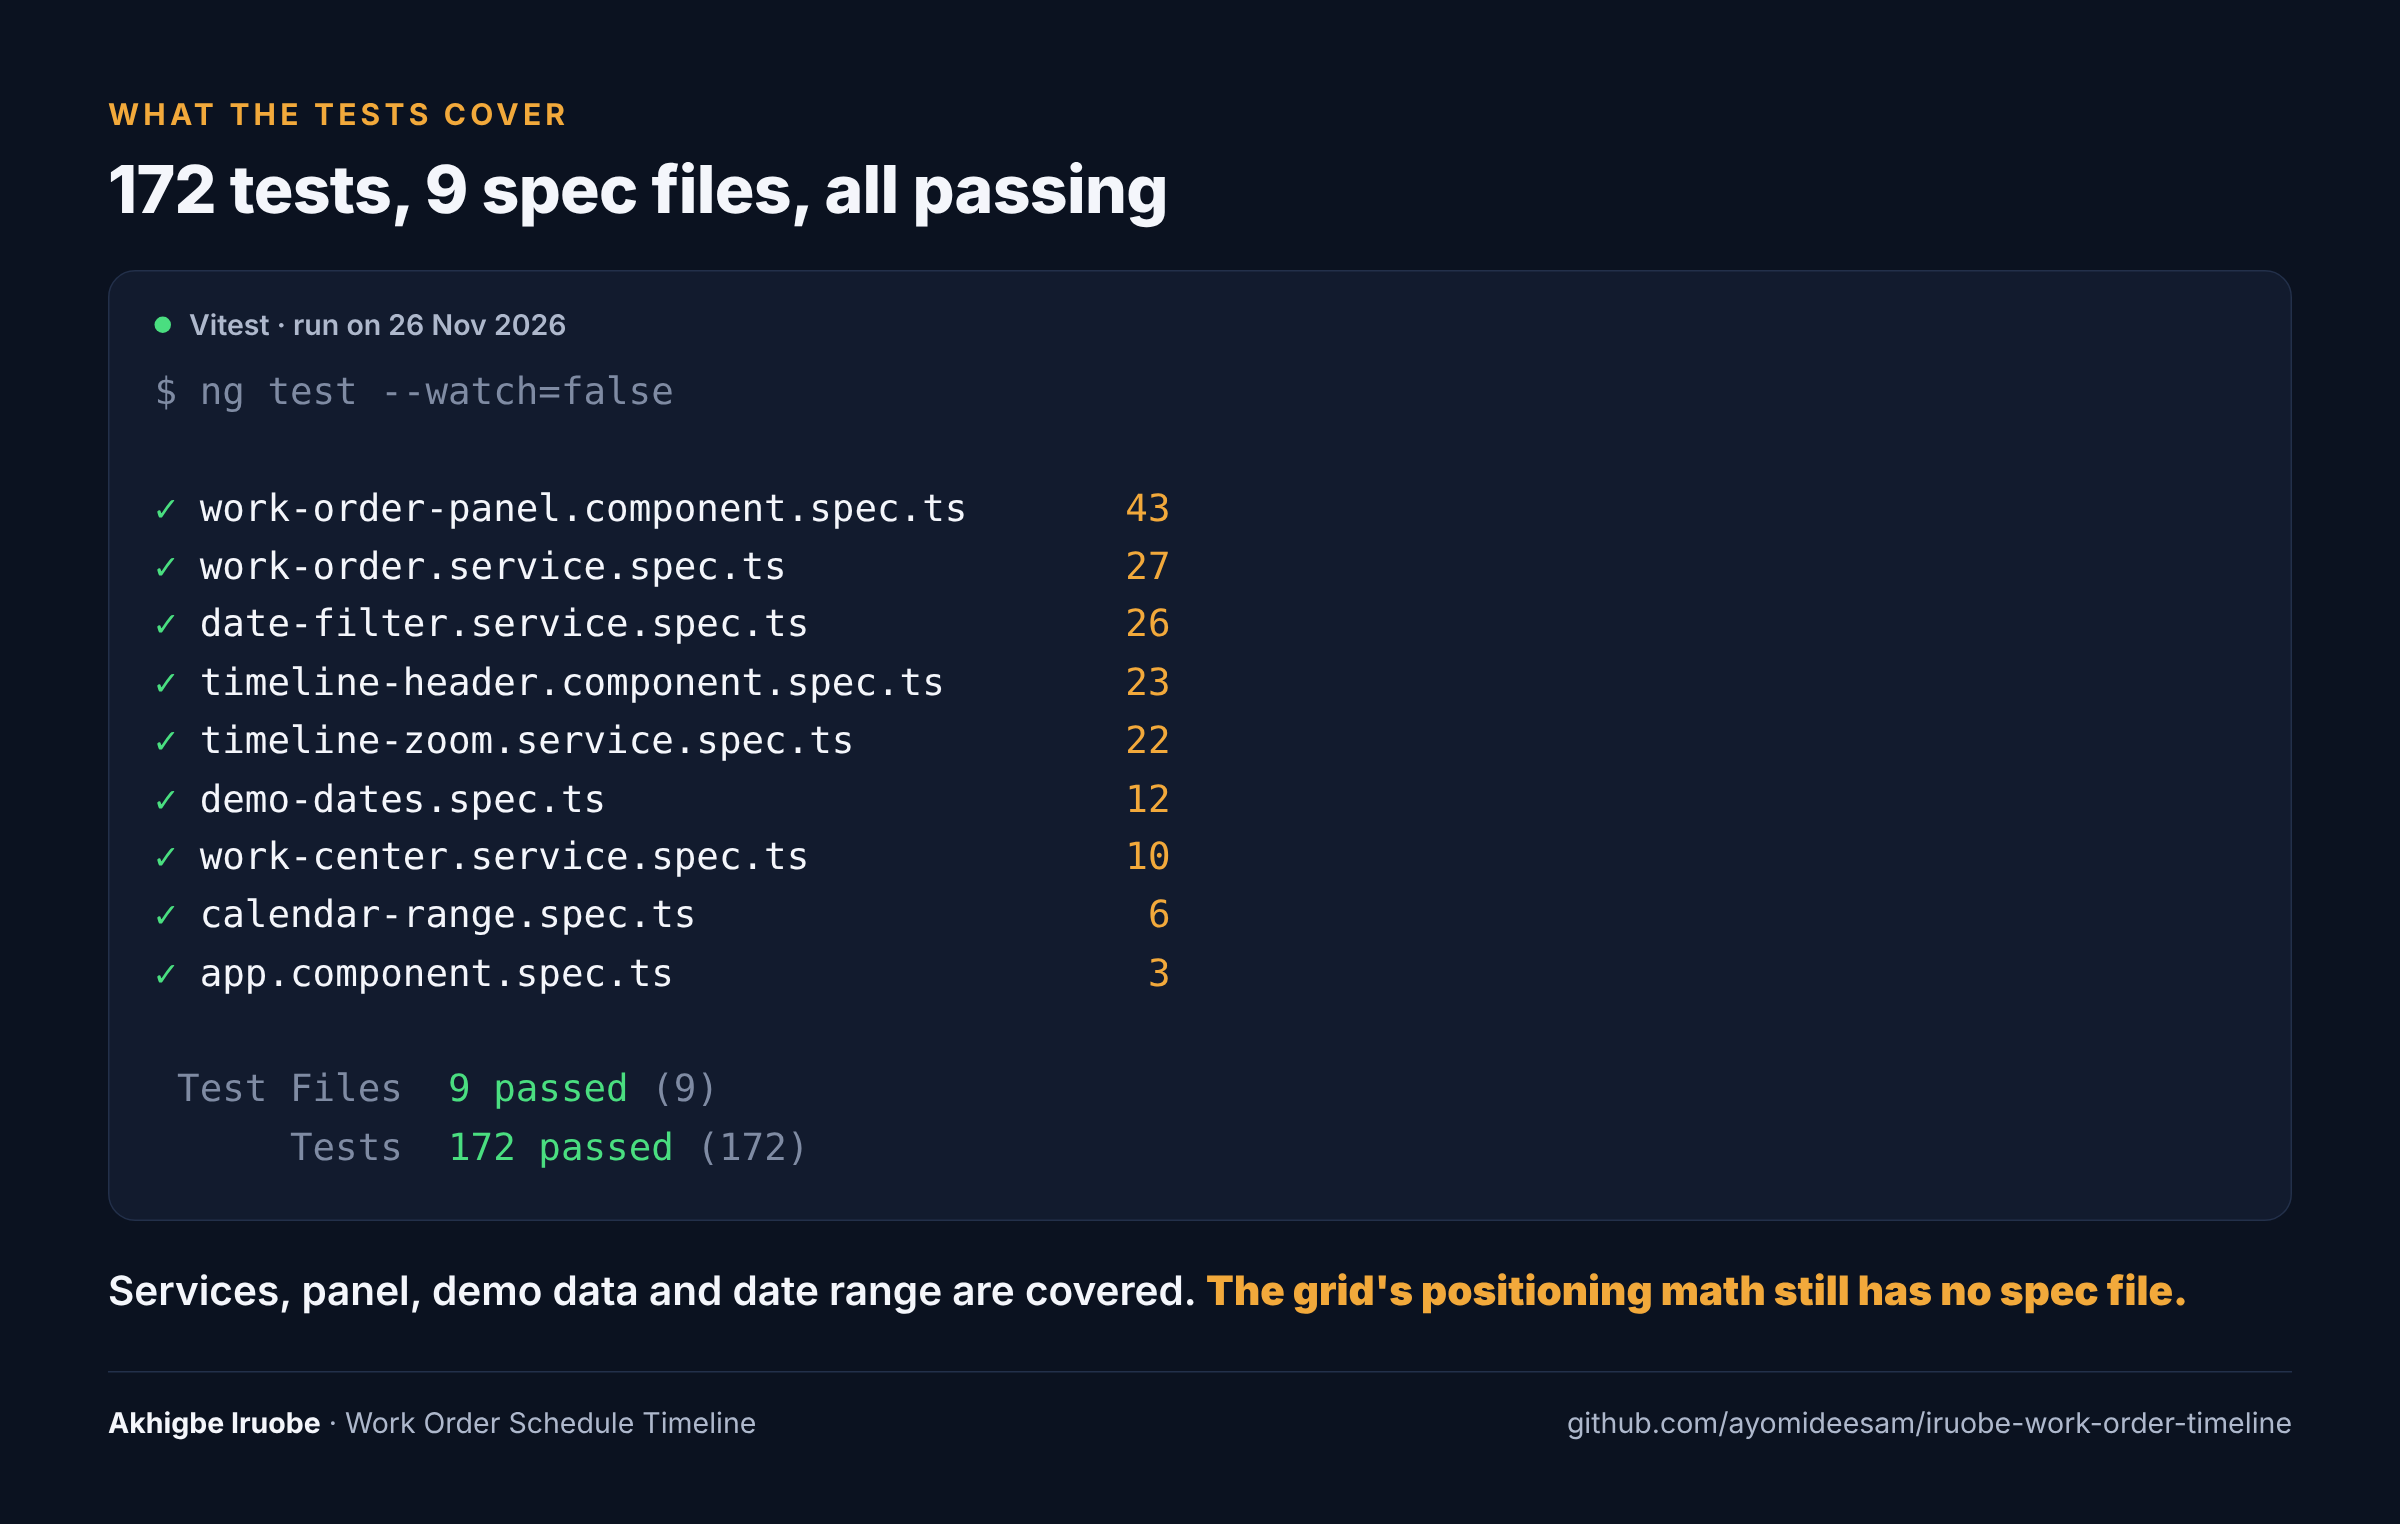 WHAT THE TESTS COVER
172 tests, 9 spec files, all passing
Vitest · run on 26 Nov 2026
$ ng test --watch=false
✓ work-order-panel.component.spec.ts 43
✓ work-order.service.spec.ts 27
✓ date-filter.service.spec.ts 26
✓ timeline-header.component.spec.ts 23
✓ timeline-zoom.service.spec.ts 22
✓ demo-dates.spec.ts 12
✓ work-center.service.spec.ts 10
✓ calendar-range.spec.ts 6
✓ app.component.spec.ts 3
Test Files 9 passed (9)
Tests 172 passed (172)
Services, panel, demo data and date range are covered. The grid's positioning math still has no spec file.
Akhigbe Iruobe · Work Order Schedule Timeline
github.com/ayomideesam/iruobe-work-order-timeline